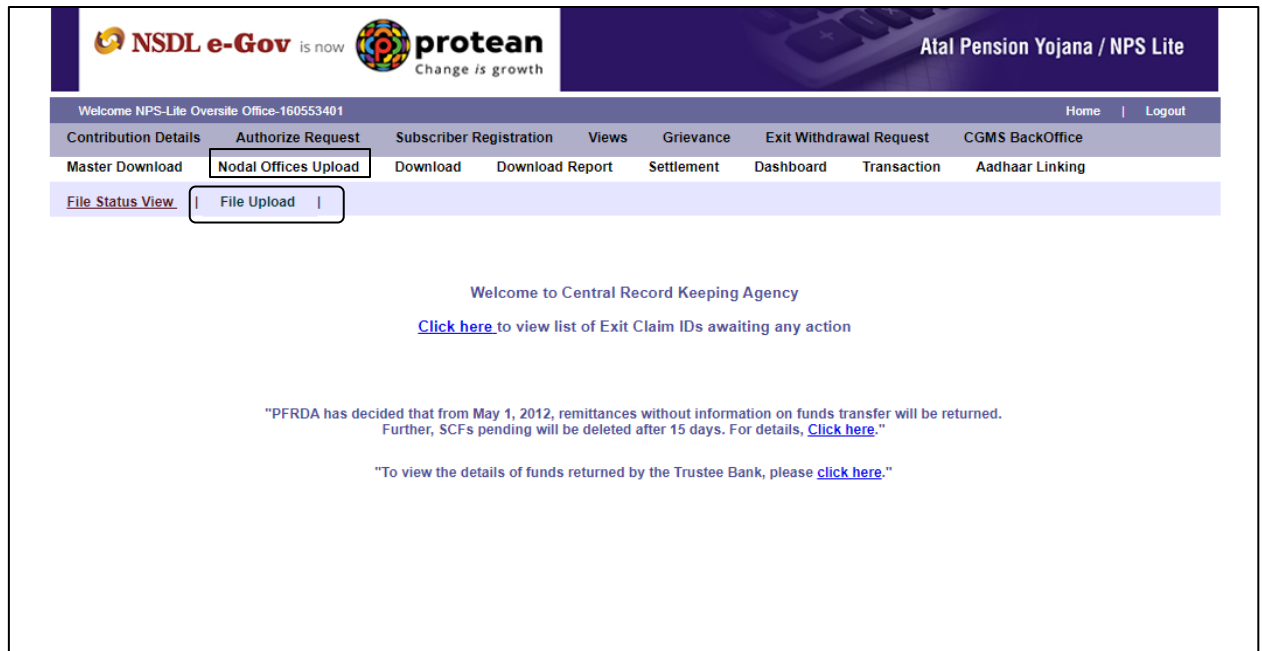 NSDL e-Gov is now protean
Change is growth
Atal Pension Yojana / NPS Lite
Welcome NPS-Lite Oversite Office-160553401 Home | Logout
Contribution Details Authorize Request Subscriber Registration Views Grievance Exit Withdrawal Request CGMS BackOffice
Master Download Nodal Offices Upload Download Download Report Settlement Dashboard Transaction Aadhaar Linking
File Status View | File Upload |
Welcome to Central Record Keeping Agency
Click here to view list of Exit Claim IDs awaiting any action
"PFRDA has decided that from May 1, 2012, remittances without information on funds transfer will be returned.
Further, SCFs pending will be deleted after 15 days. For details, Click here."
"To view the details of funds returned by the Trustee Bank, please click here."